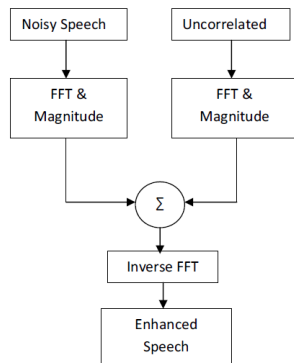 Noisy Speech
Uncorrelated
FFT &
Magnitude
FFT &
Magnitude
Σ
Inverse FFT
Enhanced
Speech